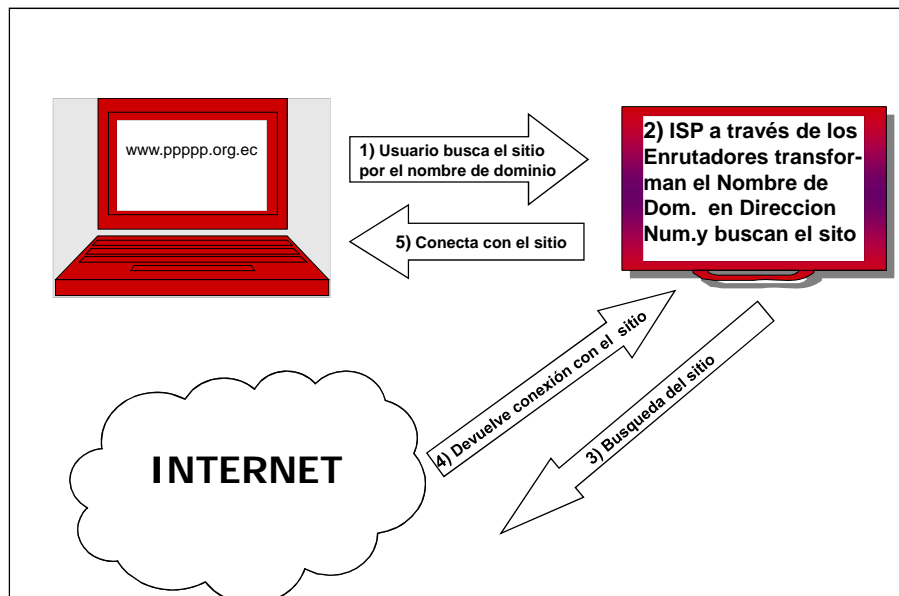 www.ppppp.org.ec
1) Usuario busca el sitio
por el nombre de dominio
2) ISP a través de los
Enrutadores transfor-
man el Nombre de
Dom. en Direccion
Num.y buscan el sito
5) Conecta con el sitio
4) Devuelve conexión con el sitio
3) Busqueda del sitio
INTERNET